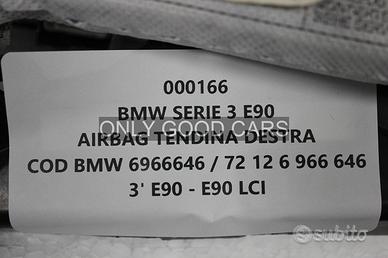 000166
BMW SERIE 3 E90
ONLY GOOD CARS
AIRBAG TENDINA DESTRA
COD BMW 6966646 / 72 12 6 966 646
3' E90 - E90 LCI
subito